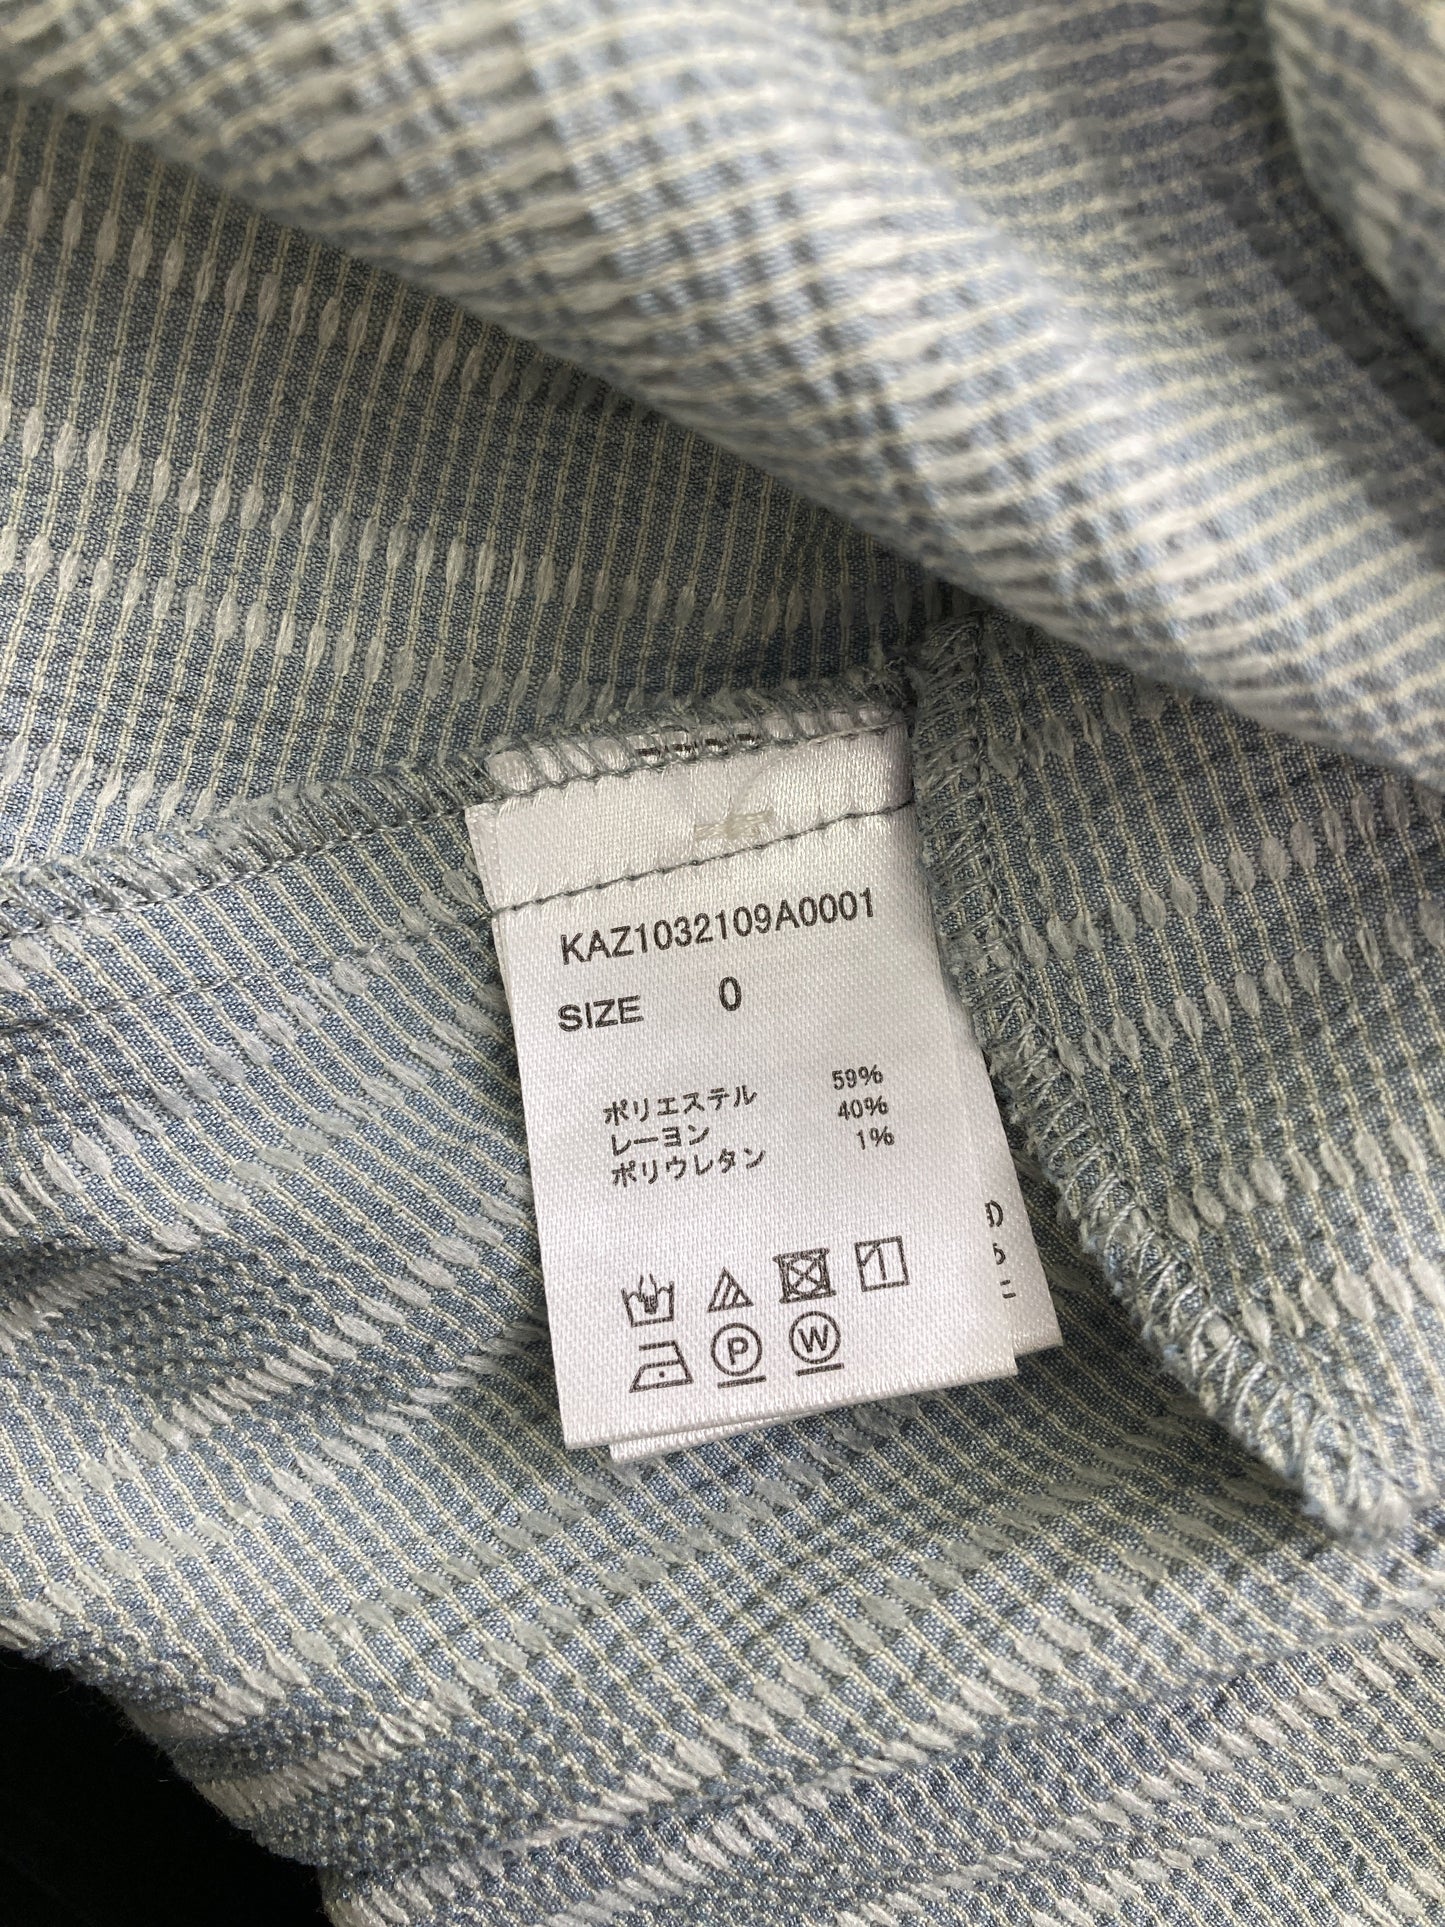 KAZ1032109A0001
SIZE 0
ポリエステル 59%
レーヨン 40%
ポリウレタン 1%
P W
D
5